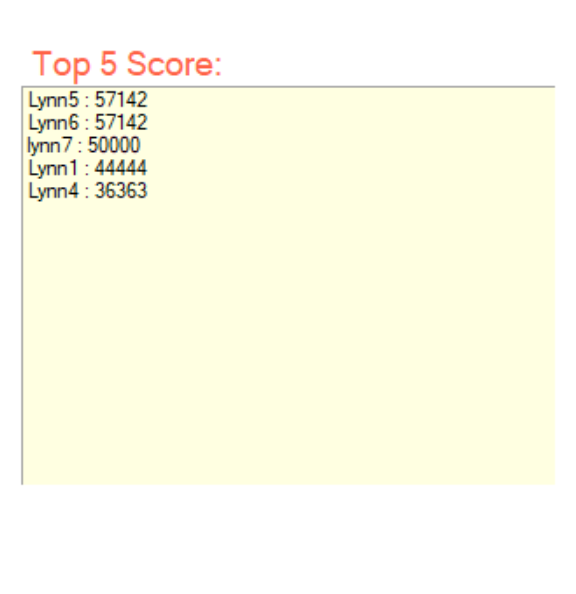 Top 5 Score:
Lynn5 : 57142
Lynn6 : 57142
lynn7 : 50000
Lynn1 : 44444
Lynn4 : 36363